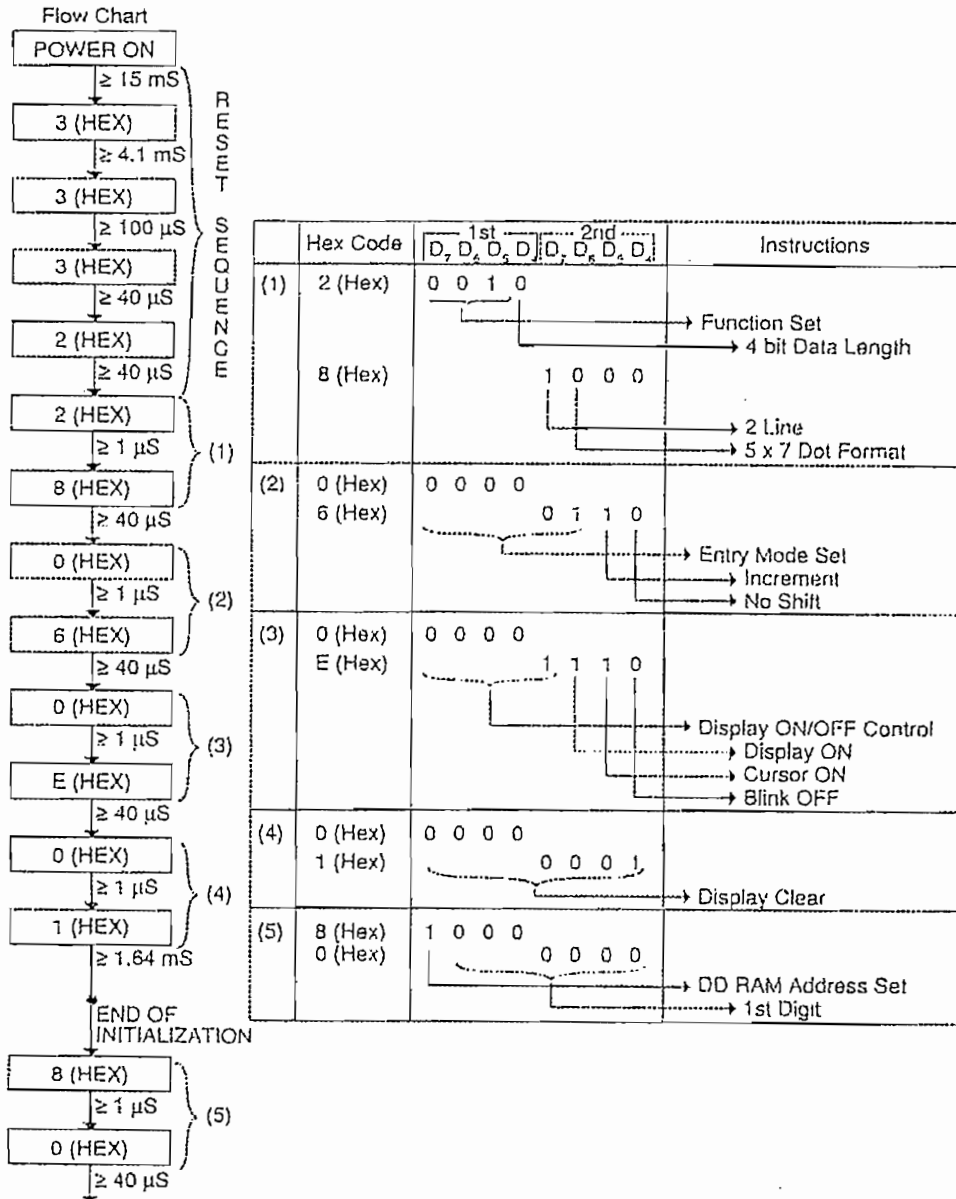 Flow Chart
POWER ON
≥ 15 mS
3 (HEX)
≥ 4.1 mS
3 (HEX)
≥ 100 µS
3 (HEX)
≥ 40 µS
2 (HEX)
≥ 40 µS
RESET SEQUENCE
2 (HEX)
≥ 1 µS
8 (HEX)
(1)
≥ 40 µS
0 (HEX)
≥ 1 µS
6 (HEX)
(2)
≥ 40 µS
0 (HEX)
≥ 1 µS
E (HEX)
(3)
≥ 40 µS
0 (HEX)
≥ 1 µS
1 (HEX)
(4)
≥ 1.64 mS
END OF
INITIALIZATION
8 (HEX)
≥ 1 µS
0 (HEX)
(5)
≥ 40 µS
Hex Code 1st 2nd Instructions
D7 D6 D5 D4 D7 D6 D5 D4
(1) 2 (Hex) 0 0 1 0
Function Set
4 bit Data Length
8 (Hex) 1 0 0 0
2 Line
5 x 7 Dot Format
(2) 0 (Hex) 0 0 0 0
6 (Hex) 0 1 1 0
Entry Mode Set
Increment
No Shift
(3) 0 (Hex) 0 0 0 0
E (Hex) 1 1 1 0
Display ON/OFF Control
Display ON
Cursor ON
Blink OFF
(4) 0 (Hex) 0 0 0 0
1 (Hex) 0 0 0 1
Display Clear
(5) 8 (Hex) 1 0 0 0
0 (Hex) 0 0 0 0
DD RAM Address Set
1st Digit